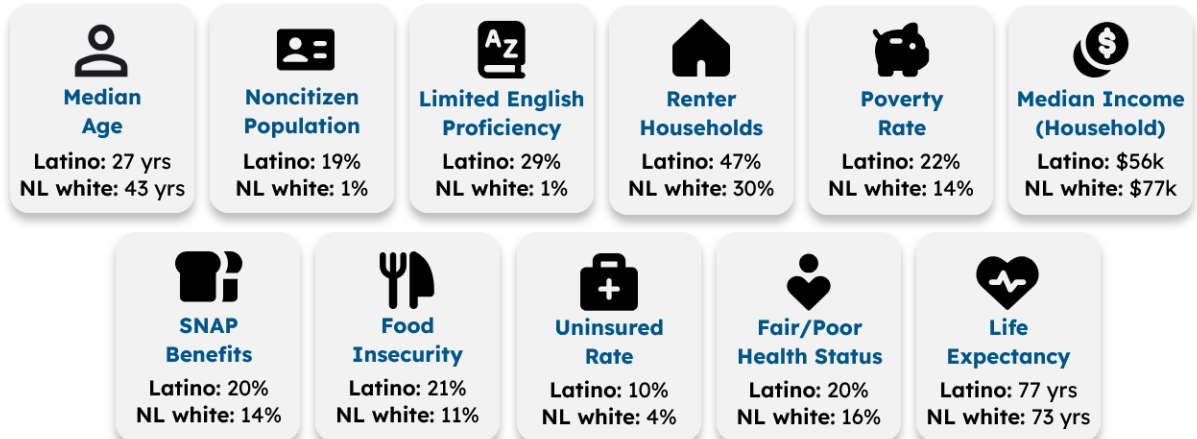 A Z
$
Median
Age
Latino: 27 yrs
NL white: 43 yrs
Noncitizen
Population
Latino: 19%
NL white: 1%
Limited English
Proficiency
Latino: 29%
NL white: 1%
Renter
Households
Latino: 47%
NL white: 30%
Poverty
Rate
Latino: 22%
NL white: 14%
Median Income
(Household)
Latino: $56k
NL white: $77k
SNAP
Benefits
Latino: 20%
NL white: 14%
Food
Insecurity
Latino: 21%
NL white: 11%
Uninsured
Rate
Latino: 10%
NL white: 4%
Fair/Poor
Health Status
Latino: 20%
NL white: 16%
Life
Expectancy
Latino: 77 yrs
NL white: 73 yrs